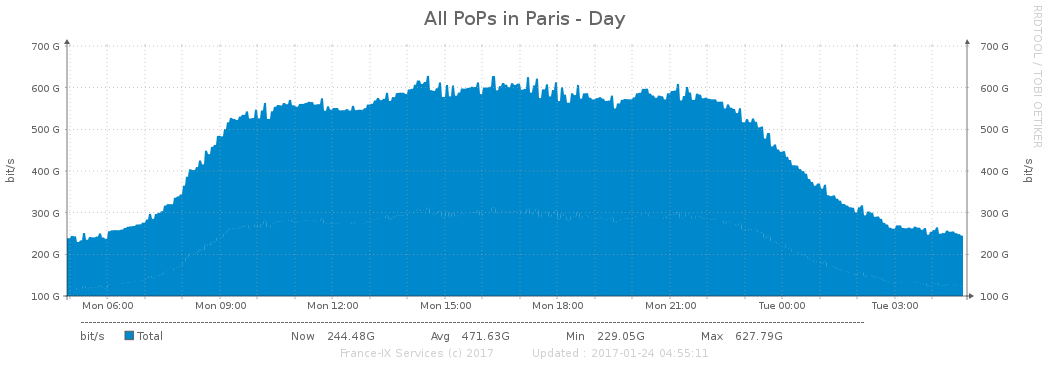 All PoPs in Paris - Day
RRDTOOL / TOBI OETIKER
bit/s
700 G
600 G
500 G
400 G
300 G
200 G
100 G
700 G
600 G
500 G
400 G
300 G
200 G
100 G
bit/s
Mon 06:00 Mon 09:00 Mon 12:00 Mon 15:00 Mon 18:00 Mon 21:00 Tue 00:00 Tue 03:00
bit/s Total Now 244.48G Avg 471.63G Min 229.05G Max 627.79G
France-IX Services (c) 2017 Updated : 2017-01-24 04:55:11